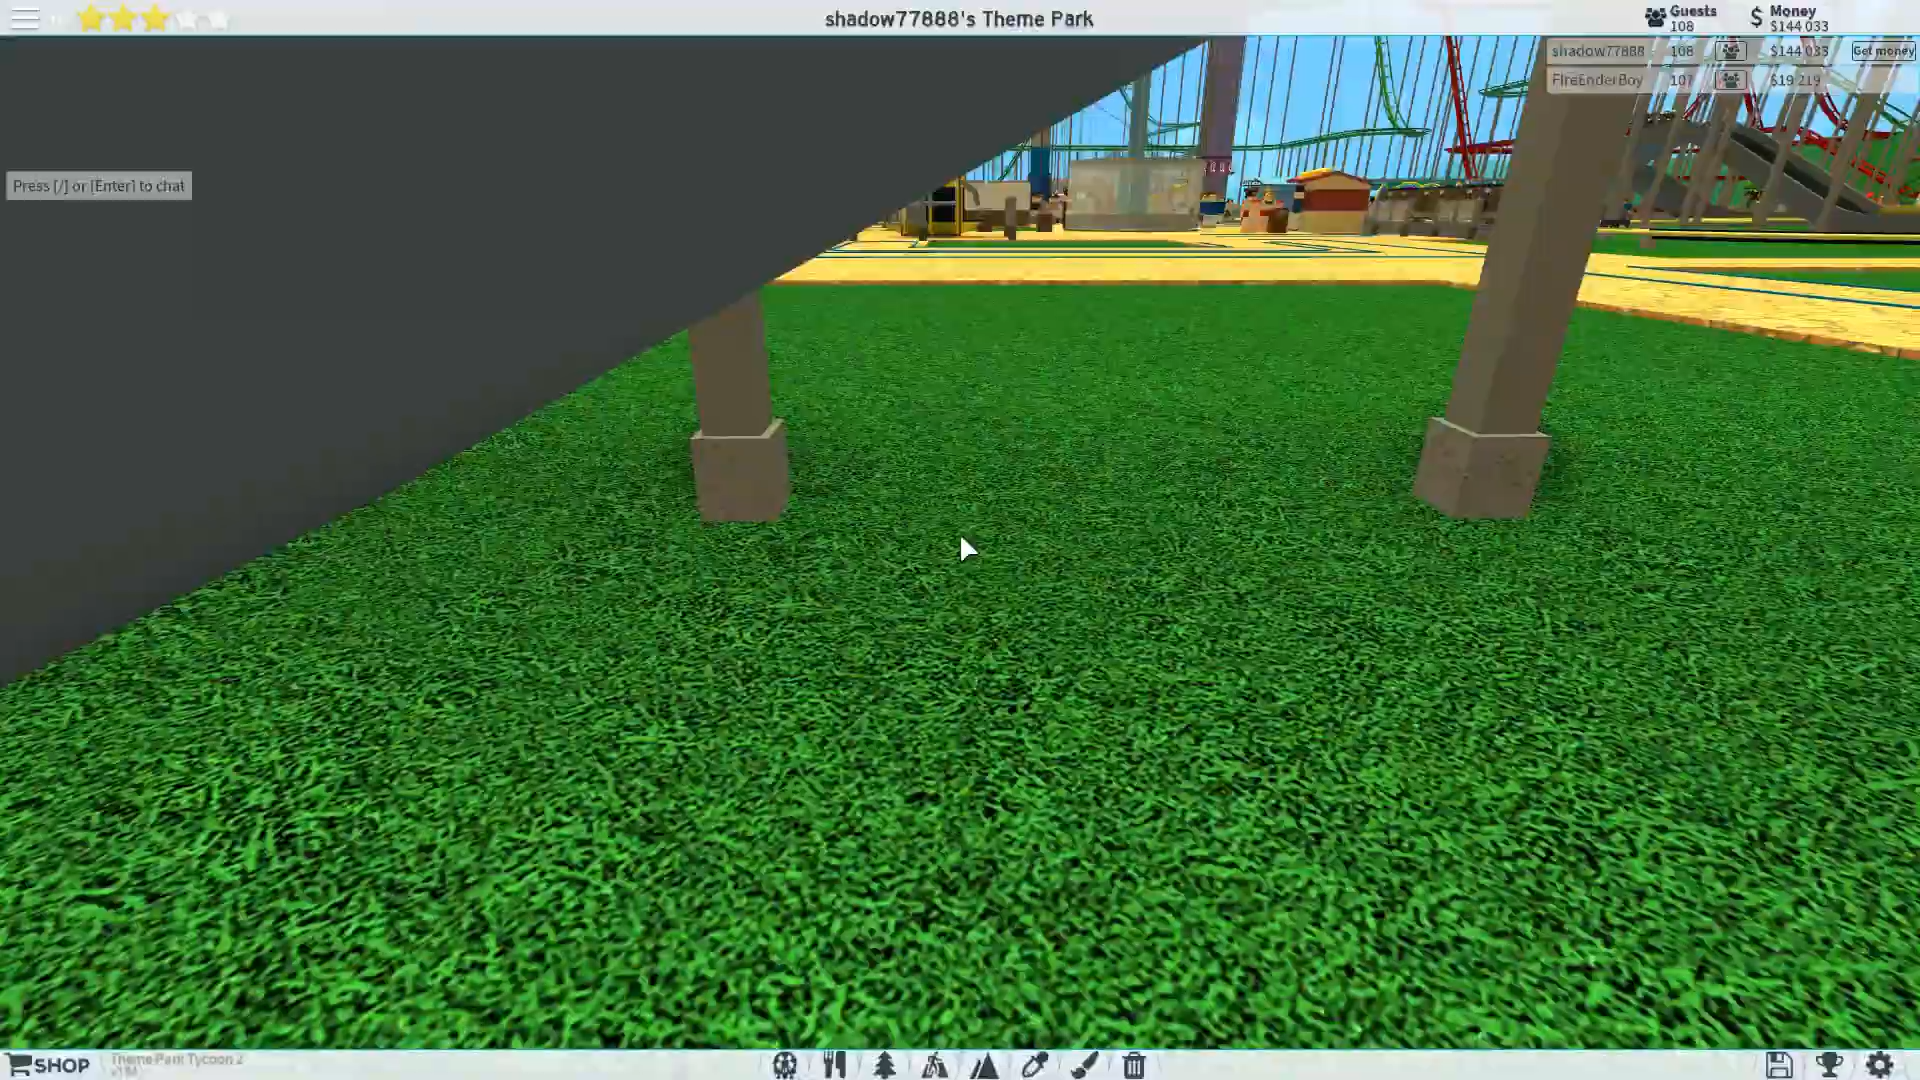 shadow77888's Theme Park
Guests
108
$ Money
$144 033
shadow77888 108 $144 033 Get money
FireEnderBoy 107 $19 219
Press [/] or [Enter] to chat
SHOP
Theme Park Tycoon 2